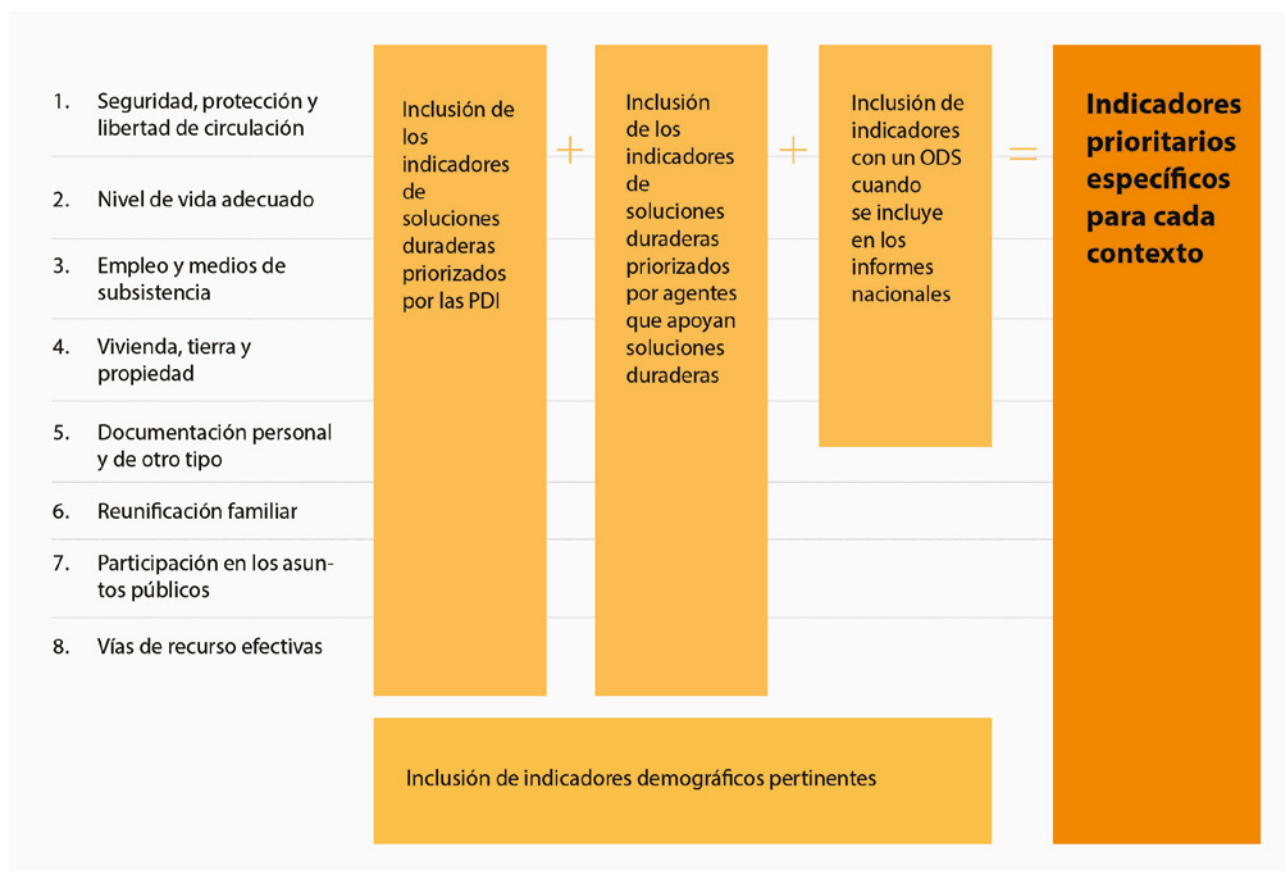 1. Seguridad, protección y
libertad de circulación
2. Nivel de vida adecuado
3. Empleo y medios de
subsistencia
4. Vivienda, tierra y
propiedad
5. Documentación personal
y de otro tipo
6. Reunificación familiar
7. Participación en los asun-
tos públicos
8. Vías de recurso efectivas
Inclusión de
los
indicadores
de
soluciones
duraderas
priorizados
por las PDI
+
Inclusión
de los
indicadores
de
soluciones
duraderas
priorizados
por agentes
que apoyan
soluciones
duraderas
+
Inclusión de
indicadores
con un ODS
cuando
se incluye
en los
informes
nacionales
=
Indicadores
prioritarios
específicos
para cada
contexto
Inclusión de indicadores demográficos pertinentes